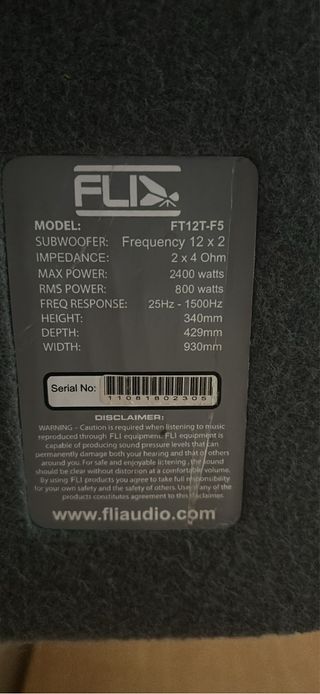 FLI
MODEL: FT12T-F5
SUBWOOFER: Frequency 12 x 2
IMPEDANCE: 2 x 4 Ohm
MAX POWER: 2400 watts
RMS POWER: 800 watts
FREQ RESPONSE: 25Hz - 1500Hz
HEIGHT: 340mm
DEPTH: 429mm
WIDTH: 930mm
Serial No:
11081802305
DISCLAIMER:
WARNING - Caution is required when listening to music
reproduced through FLI equipment. FLI equipment is
capable of producing sound pressure levels that can
permanently damage both your hearing and that of others
around you. For safe and enjoyable listening, the sound
should be clear without distortion at a comfortable volume.
By using FLI products you agree to take full responsibility
for your own safety and the safety of others. Use of any of the
products constitutes agreement to this disclaimer.
www.fliaudio.com